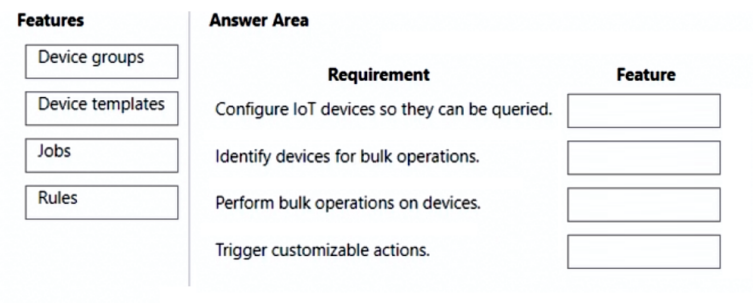 Features
Answer Area
Device groups
Device templates
Jobs
Rules
Requirement
Feature
Configure IoT devices so they can be queried.
Identify devices for bulk operations.
Perform bulk operations on devices.
Trigger customizable actions.